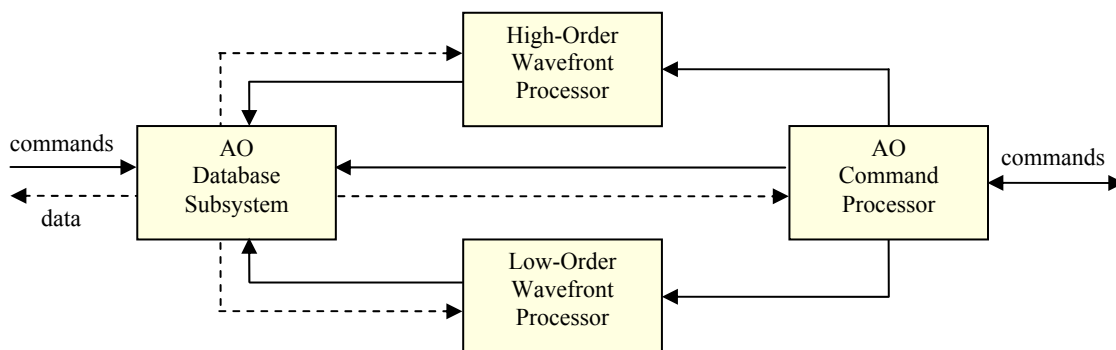 High-Order
Wavefront
Processor
commands
AO
Database
Subsystem
AO
Command
Processor
commands
data
Low-Order
Wavefront
Processor